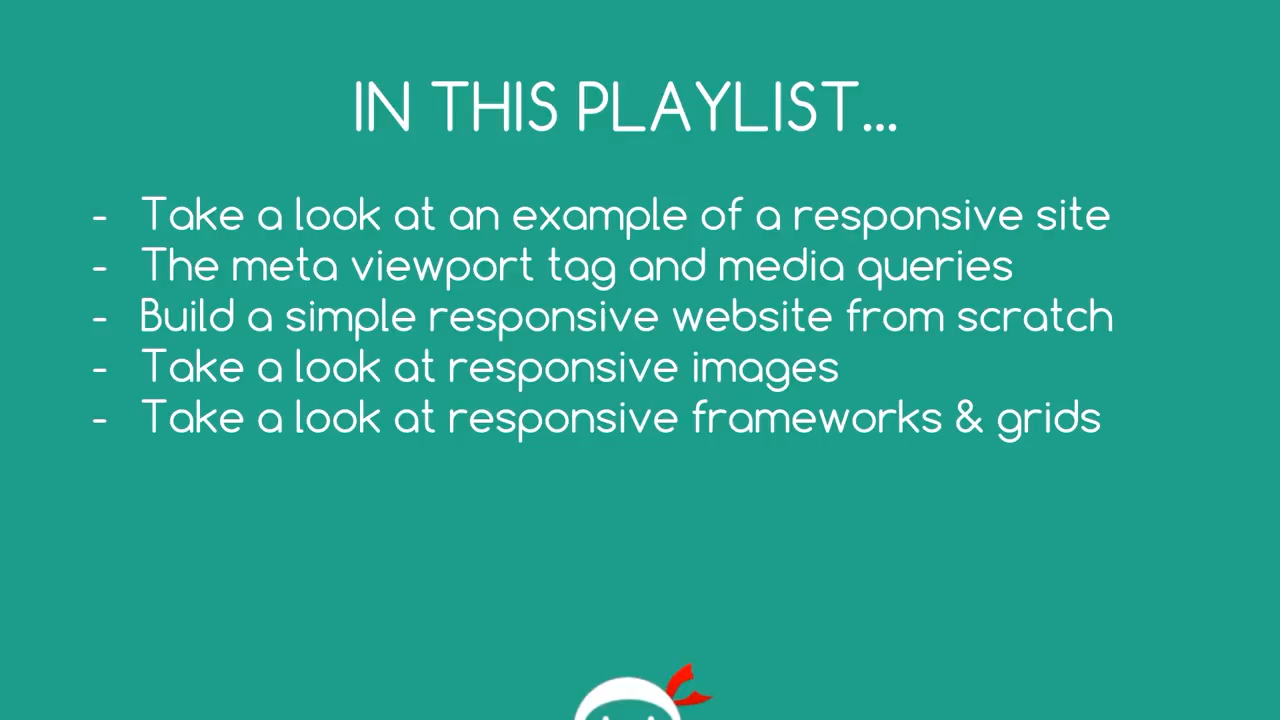 IN THIS PLAYLIST...
- Take a look at an example of a responsive site
- The meta viewport tag and media queries
- Build a simple responsive website from scratch
- Take a look at responsive images
- Take a look at responsive frameworks & grids